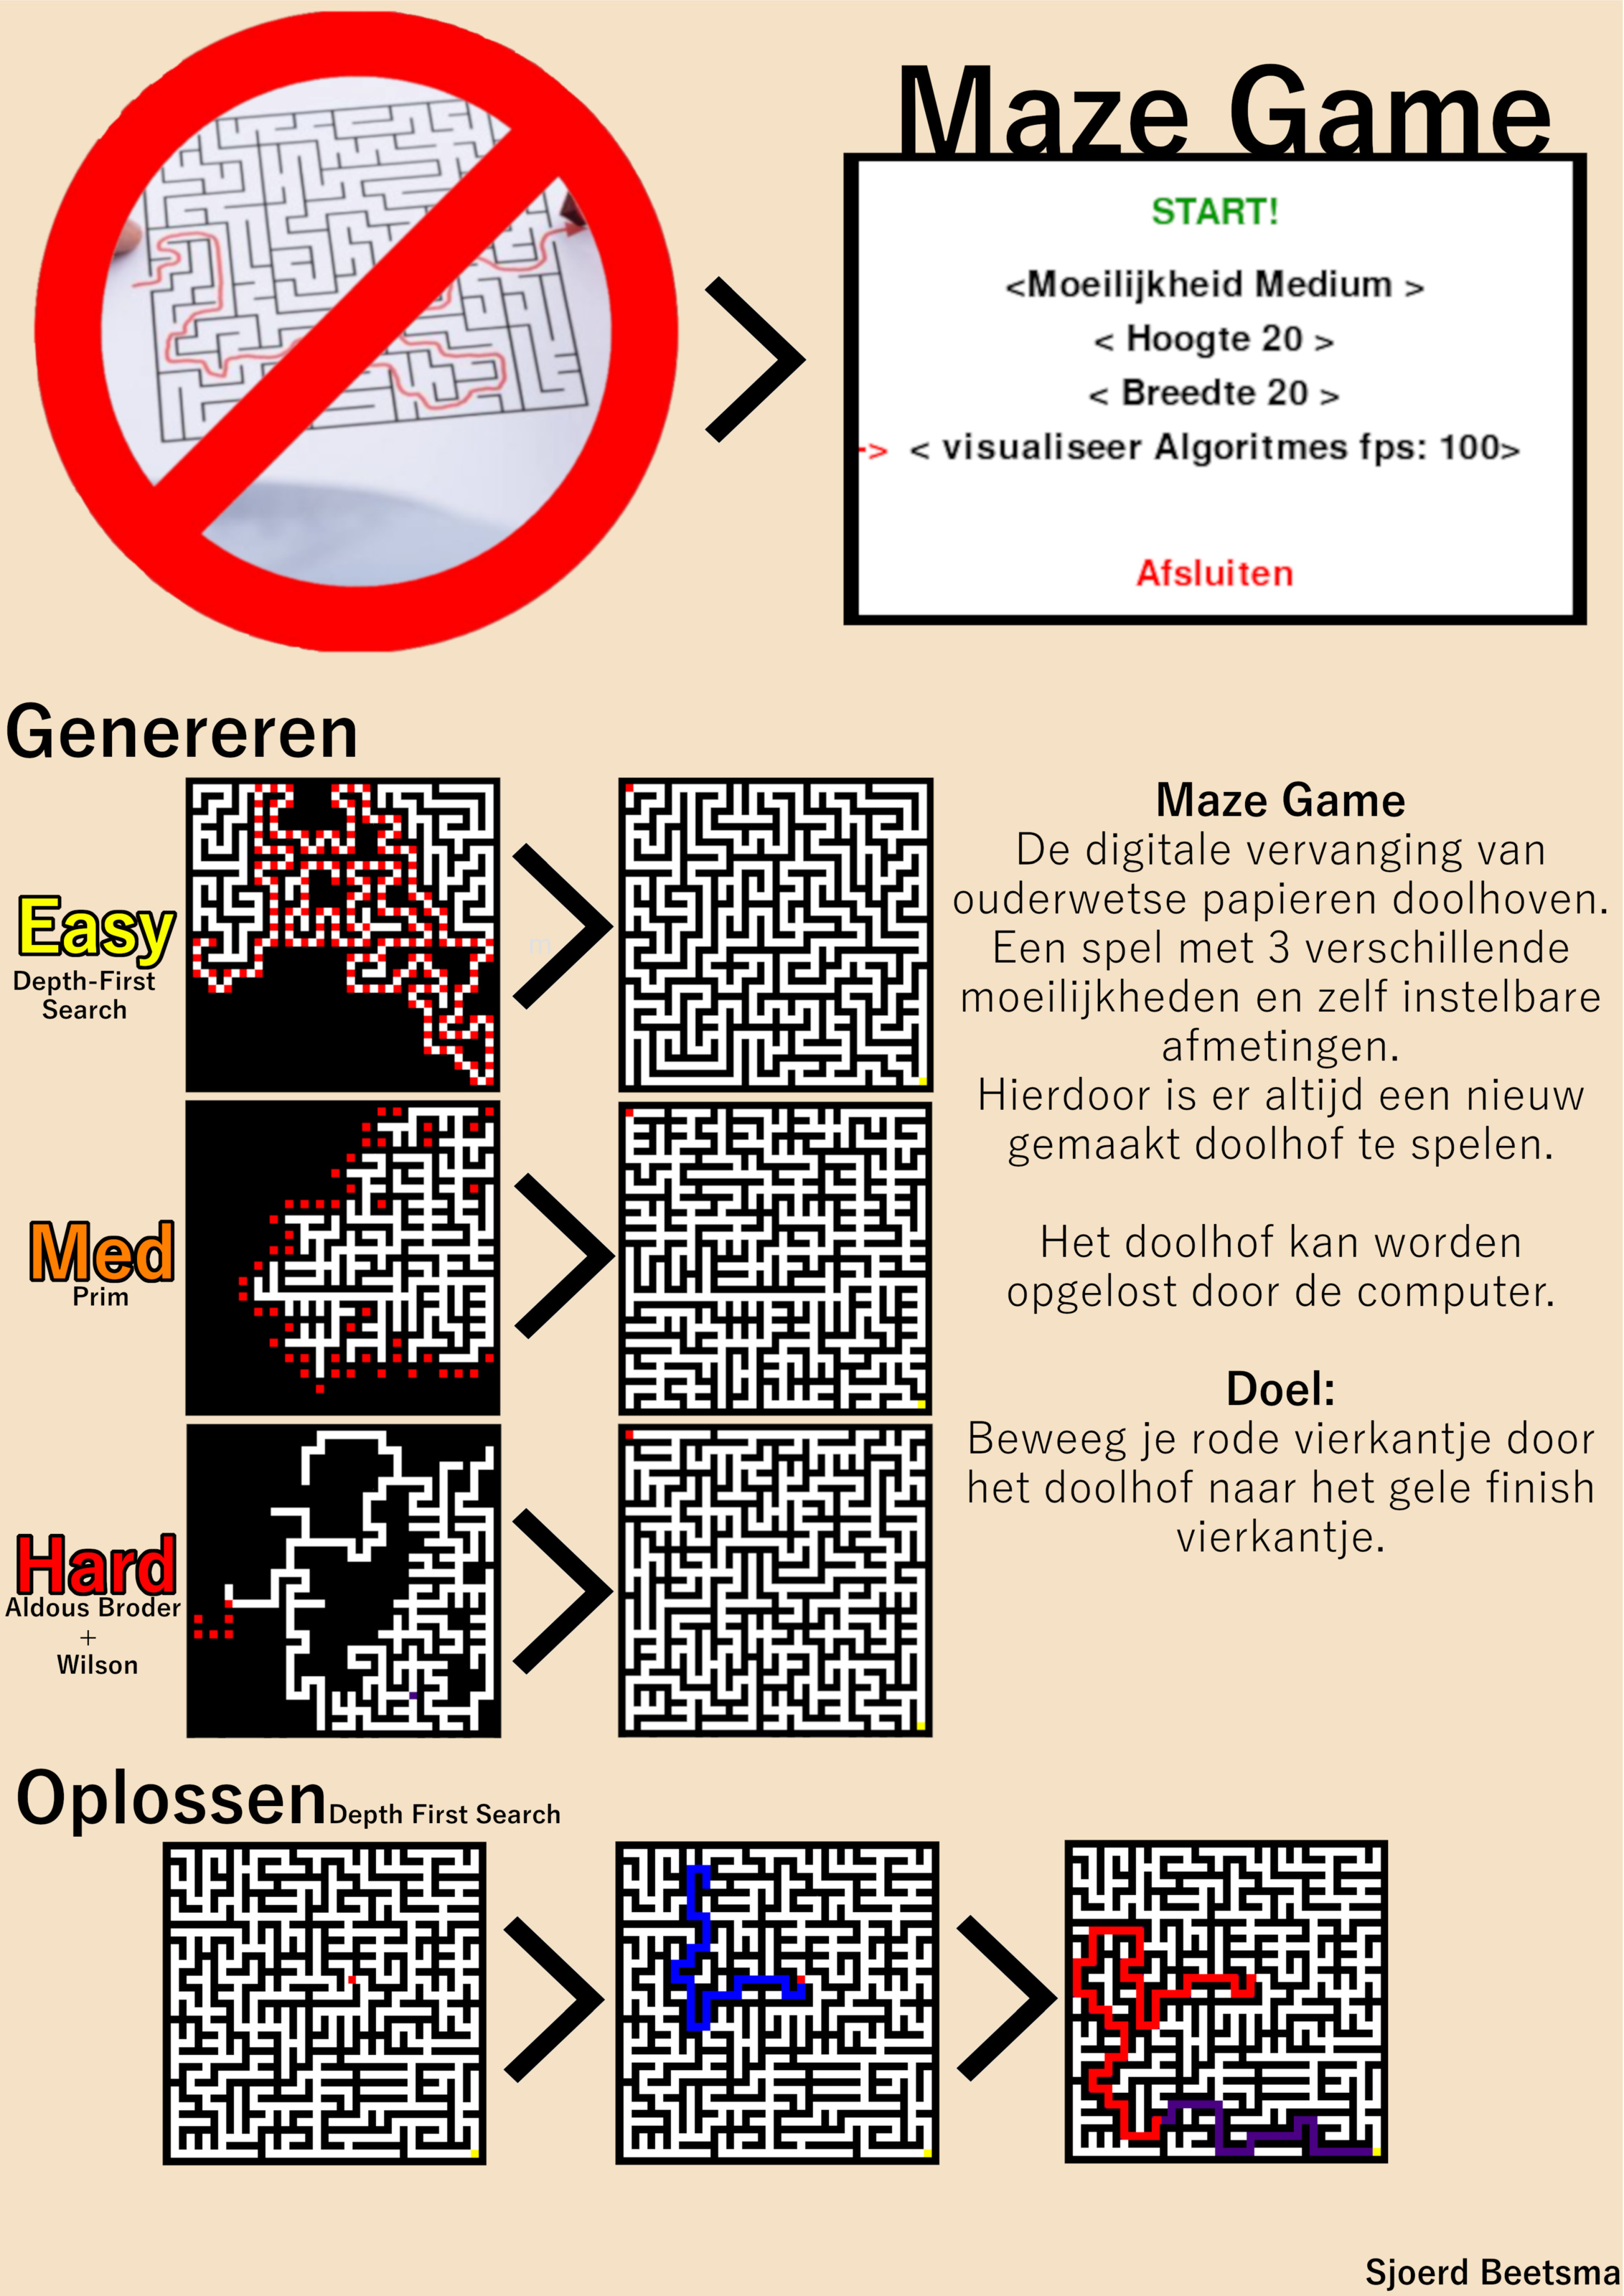 Maze Game
START!
<Moeilijkheid Medium >
< Hoogte 20 >
< Breedte 20 >
-> < visualiseer Algoritmes fps: 100>
Afsluiten
Genereren
Easy
Depth-First
Search
m
Med
Prim
Hard
Aldous Broder
+
Wilson
Maze Game
De digitale vervanging van
ouderwetse papieren doolhoven.
Een spel met 3 verschillende
moeilijkheden en zelf instelbare
afmetingen.
Hierdoor is er altijd een nieuw
gemaakt doolhof te spelen.
Het doolhof kan worden
opgelost door de computer.
Doel:
Beweeg je rode vierkantje door
het doolhof naar het gele finish
vierkantje.
Oplossen Depth First Search
Sjoerd Beetsma